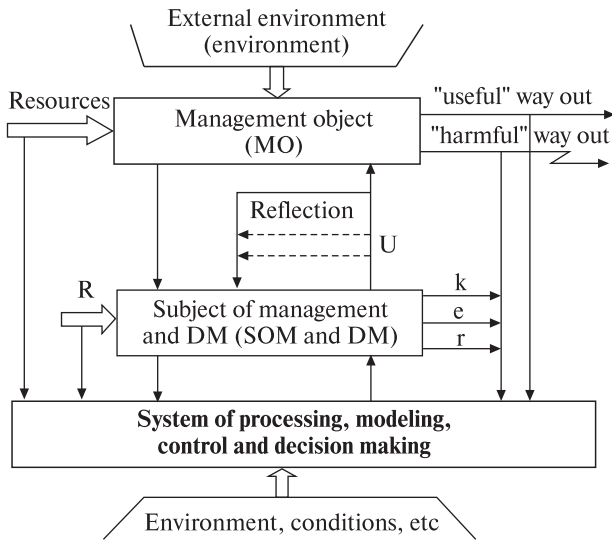 External environment
(environment)
Resources
Management object
(MO)
"useful" way out
"harmful" way out
Reflection
U
R
Subject of management
and DM (SOM and DM)
k
e
r
System of processing, modeling,
control and decision making
Environment, conditions, etc